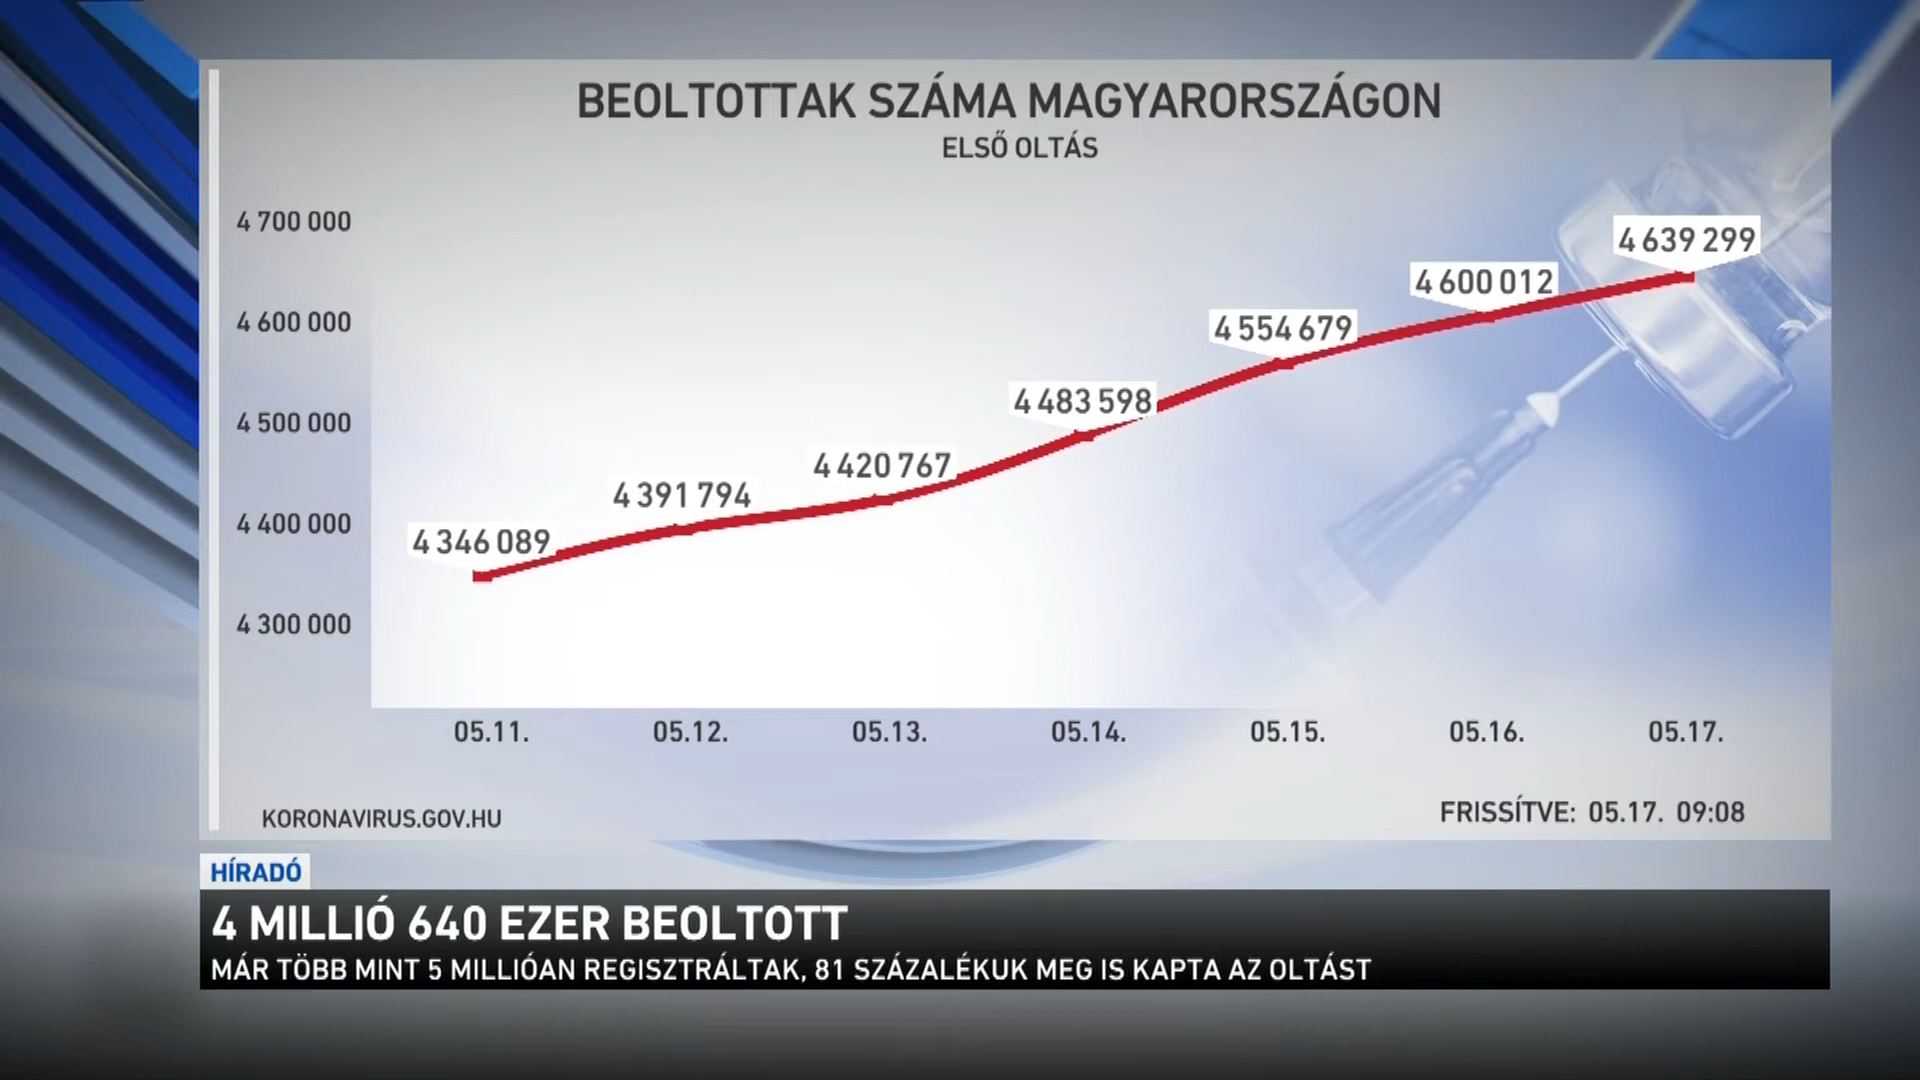 BEOLTOTTAK SZÁMA MAGYARORSZÁGON
ELSŐ OLTÁS
4 700 000
4 600 000
4 500 000
4 400 000
4 300 000
4 346 089
4 391 794
4 420 767
4 483 598
4 554 679
4 600 012
4 639 299
05.11. 05.12. 05.13. 05.14. 05.15. 05.16. 05.17.
KORONAVIRUS.GOV.HU
FRISSÍTVE: 05.17. 09:08
HÍRADÓ
4 MILLIÓ 640 EZER BEOLTOTT
MÁR TÖBB MINT 5 MILLIÓAN REGISZTRÁLTAK, 81 SZÁZALÉKUK MEG IS KAPTA AZ OLTÁST